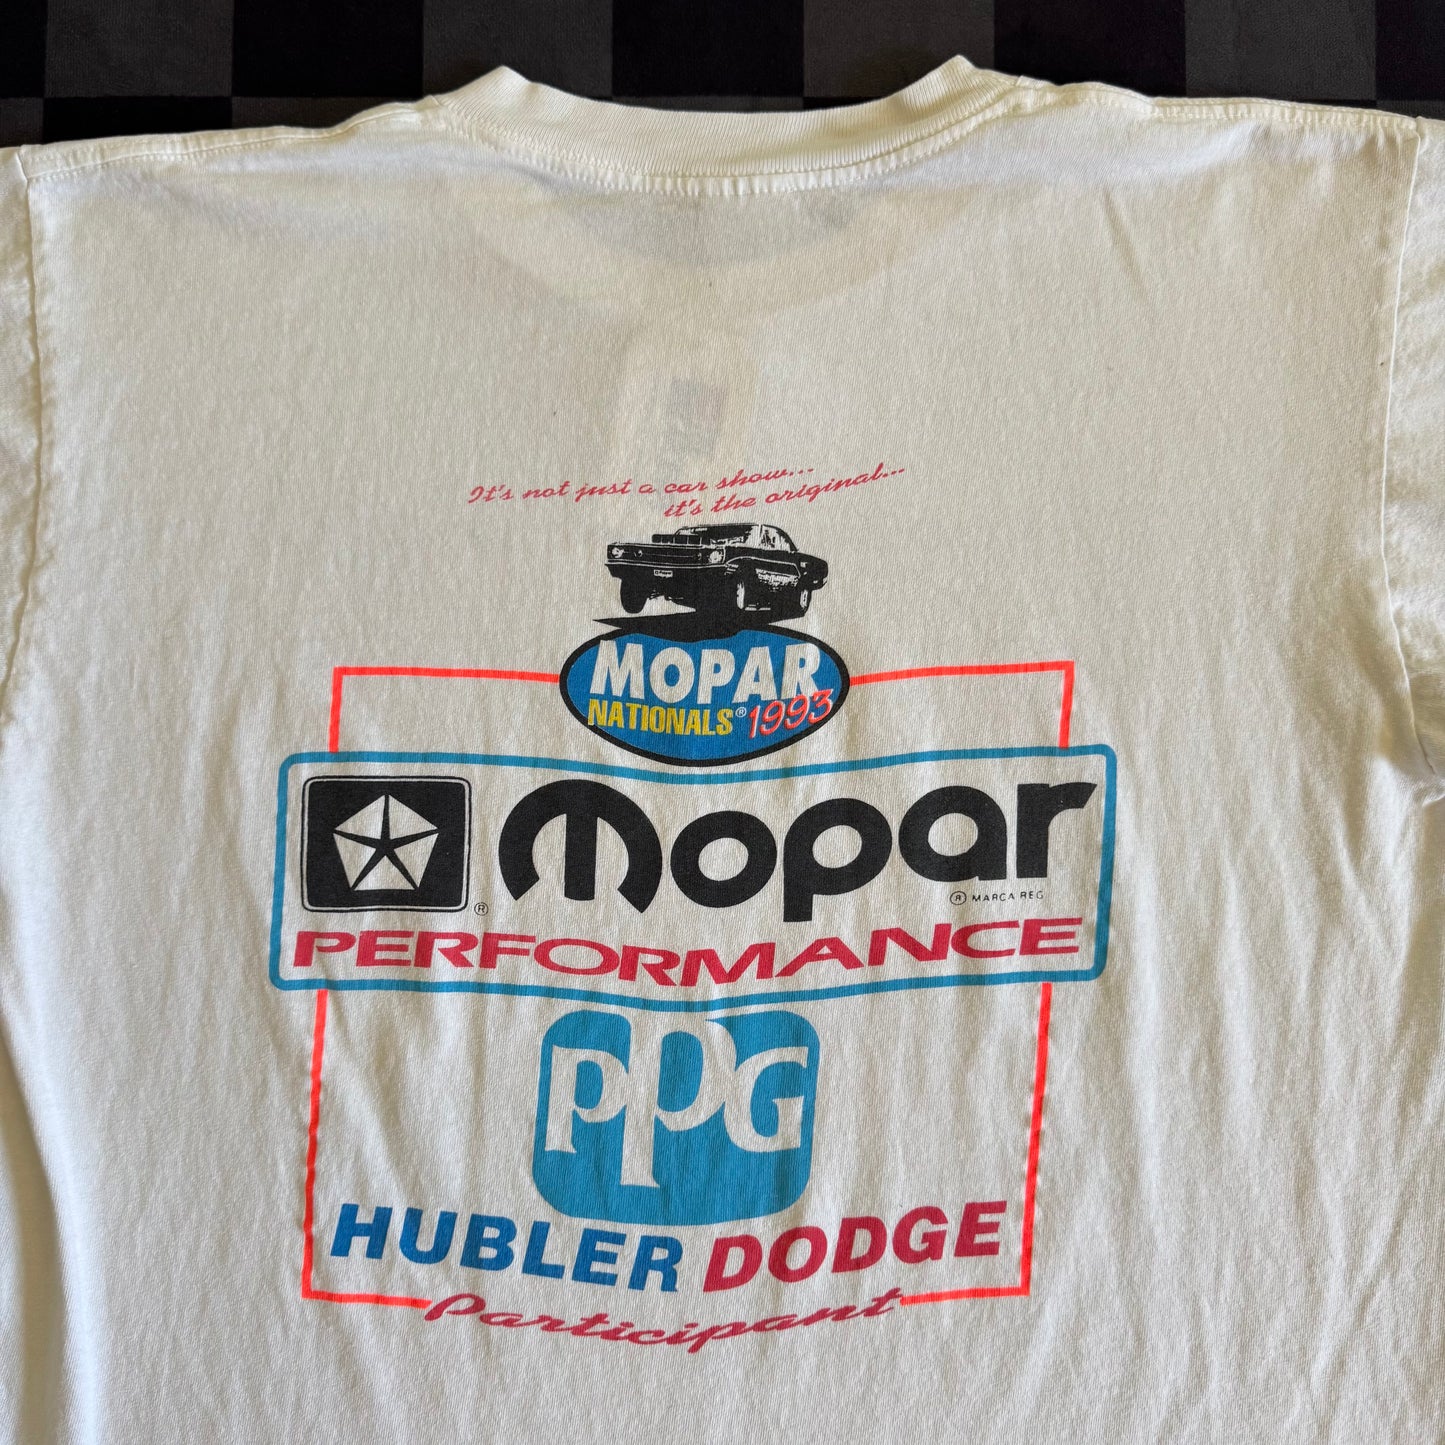 It's not just a car show...
it's the original...
MOPAR
NATIONALS® 1993
® mopar
® MARCA REG
PERFORMANCE
PPG
HUBLER DODGE
Participant